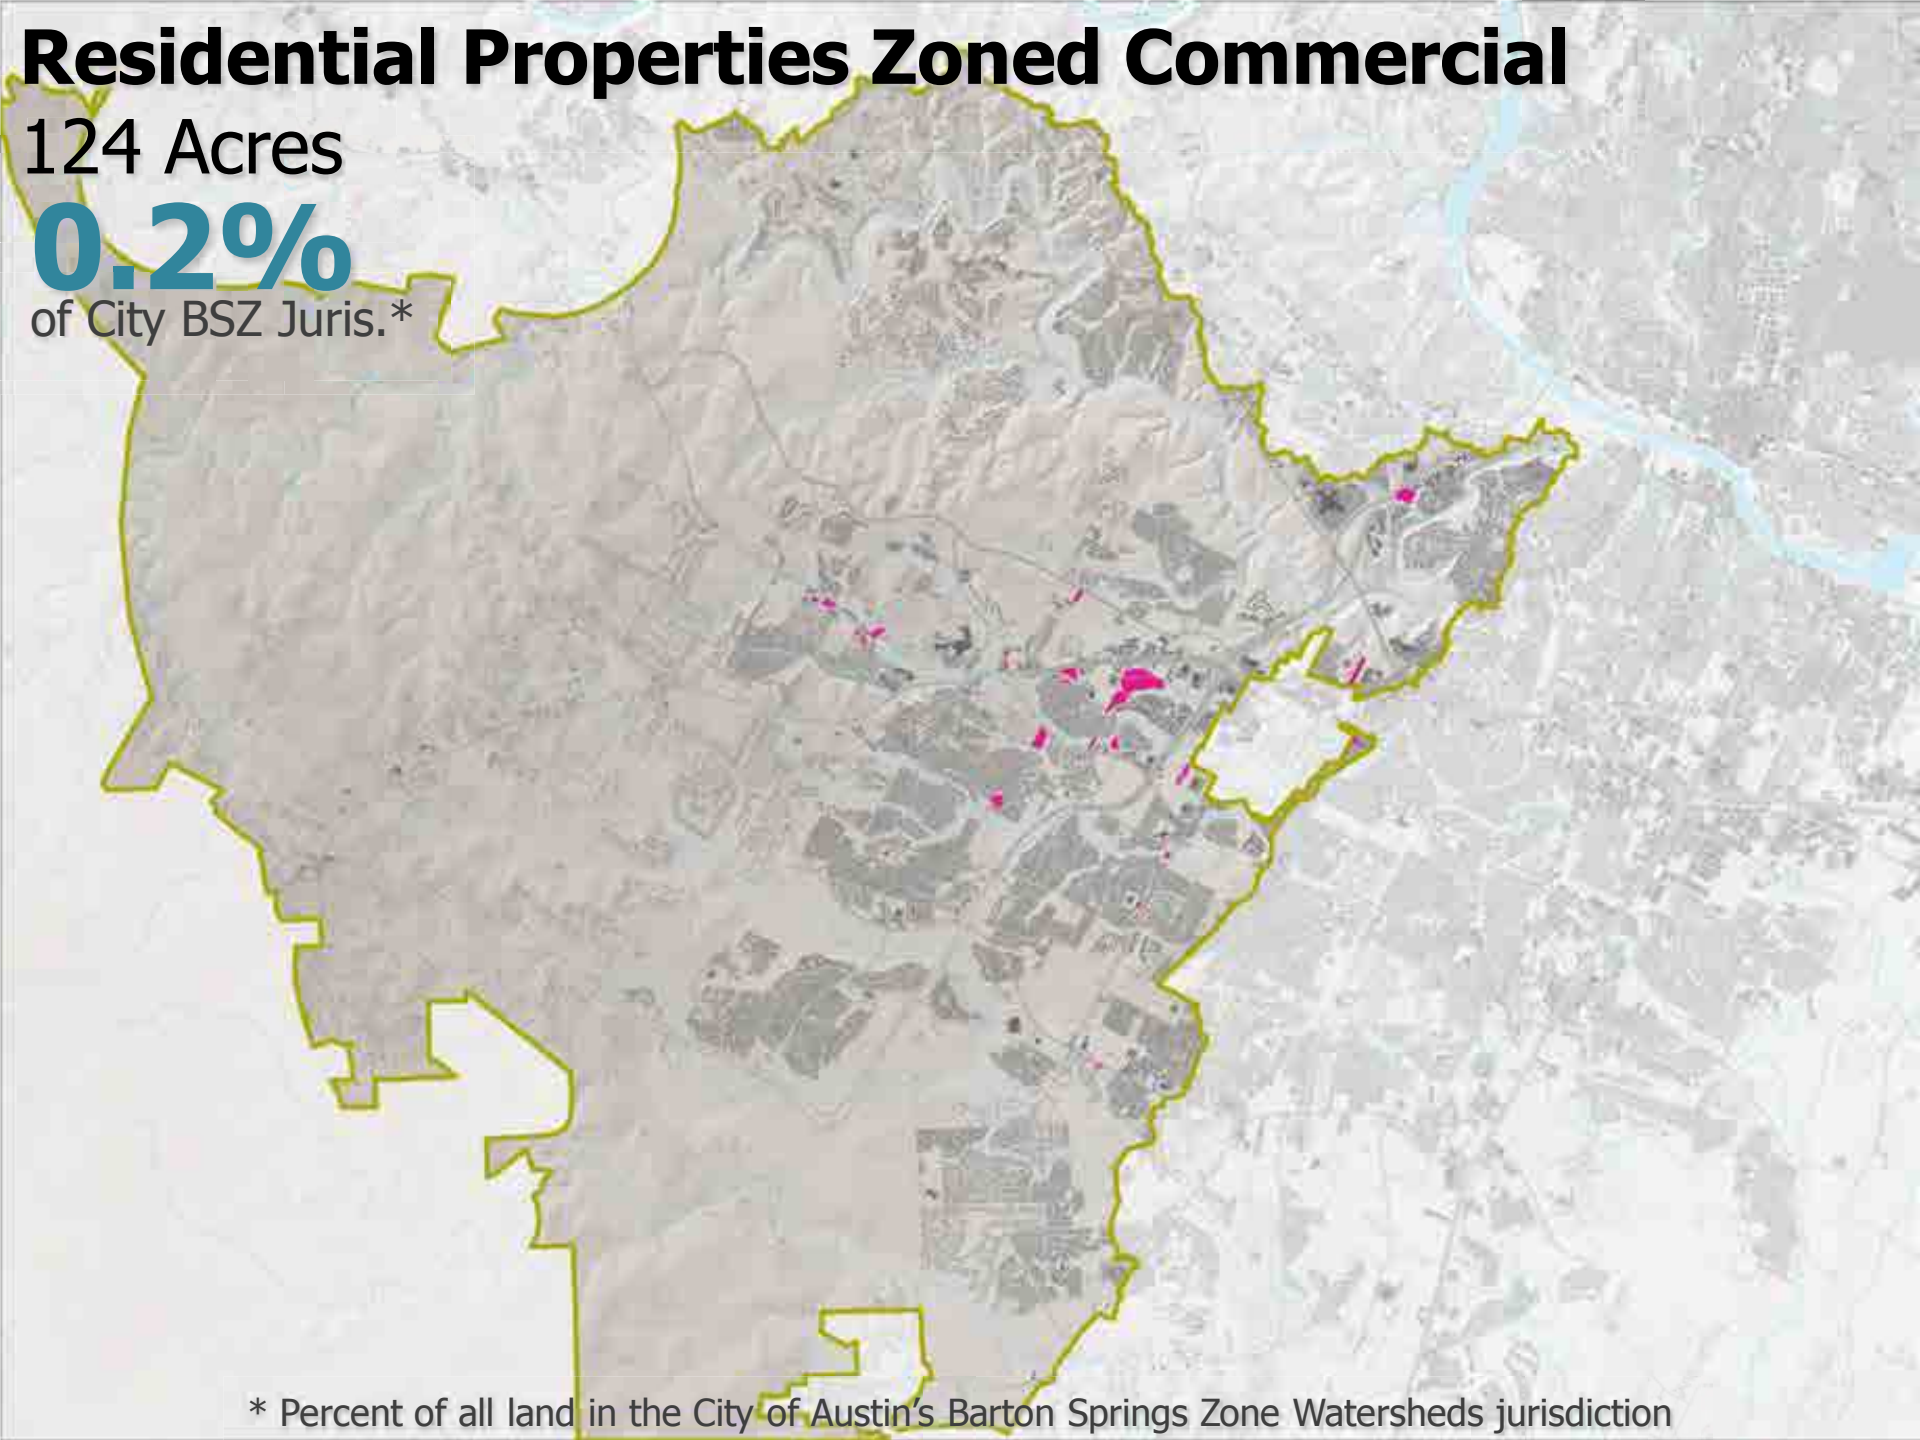 Residential Properties Zoned Commercial
124 Acres
0.2%
of City BSZ Juris.*
* Percent of all land in the City of Austin's Barton Springs Zone Watersheds jurisdiction